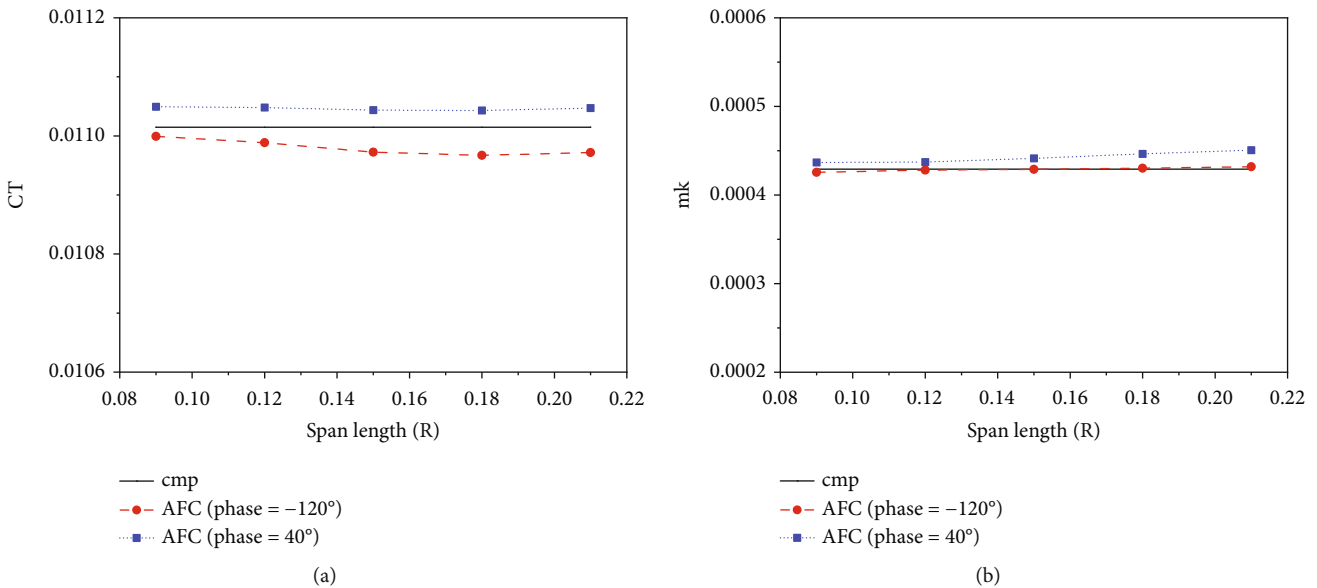 0.0112
0.0110
0.0108
0.0106
CT
0.08 0.10 0.12 0.14 0.16 0.18 0.20 0.22
Span length (R)
cmp
AFC (phase = −120°)
AFC (phase = 40°)
(a)
0.0006
0.0005
0.0004
0.0003
0.0002
mk
0.08 0.10 0.12 0.14 0.16 0.18 0.20 0.22
Span length (R)
cmp
AFC (phase = −120°)
AFC (phase = 40°)
(b)